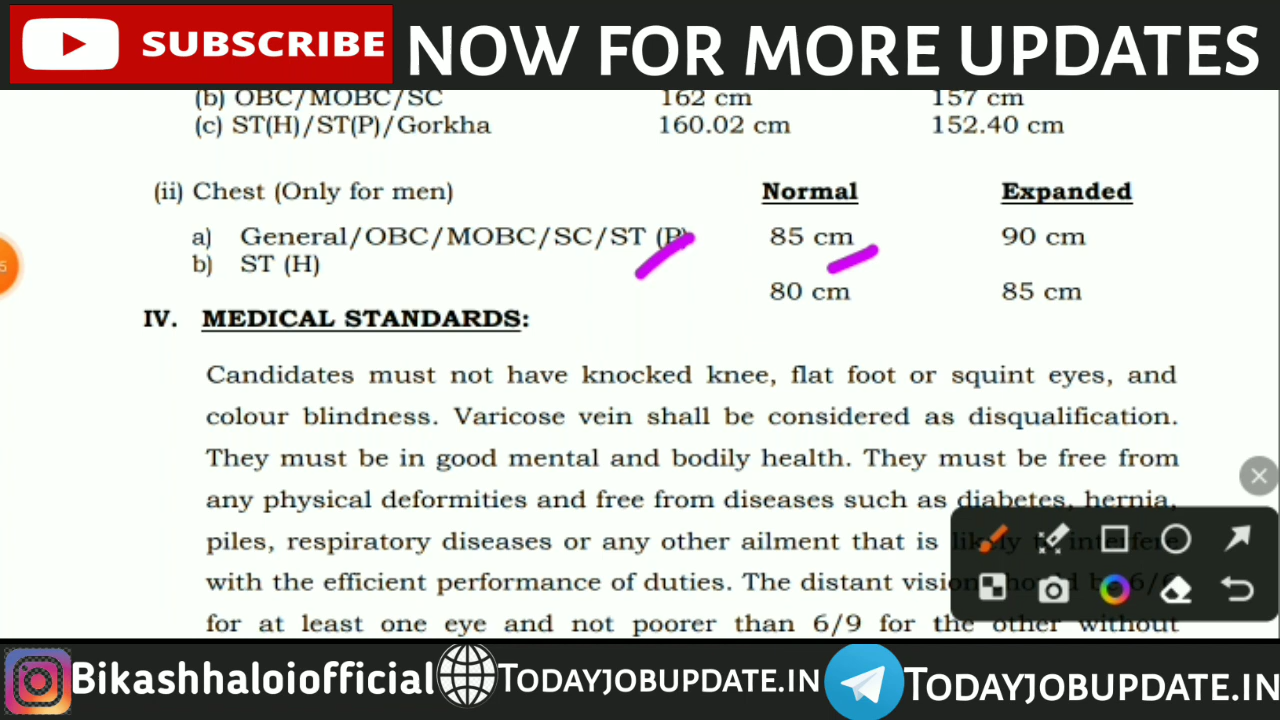 SUBSCRIBE NOW FOR MORE UPDATES
(b) OBC/MOBC/SC 162 cm 157 cm
(c) ST(H)/ST(P)/Gorkha 160.02 cm 152.40 cm
(ii) Chest (Only for men) Normal Expanded
a) General/OBC/MOBC/SC/ST (P) 85 cm 90 cm
b) ST (H)
80 cm 85 cm
IV. MEDICAL STANDARDS:
Candidates must not have knocked knee, flat foot or squint eyes, and
colour blindness. Varicose vein shall be considered as disqualification.
They must be in good mental and bodily health. They must be free from
any physical deformities and free from diseases such as diabetes, hernia,
piles, respiratory diseases or any other ailment that is likely to interfere
with the efficient performance of duties. The distant vision should be
for at least one eye and not poorer than 6/9 for the other without
Bikashhaloiofficial TODAYJOBUPDATE.IN TODAYJOBUPDATE.IN